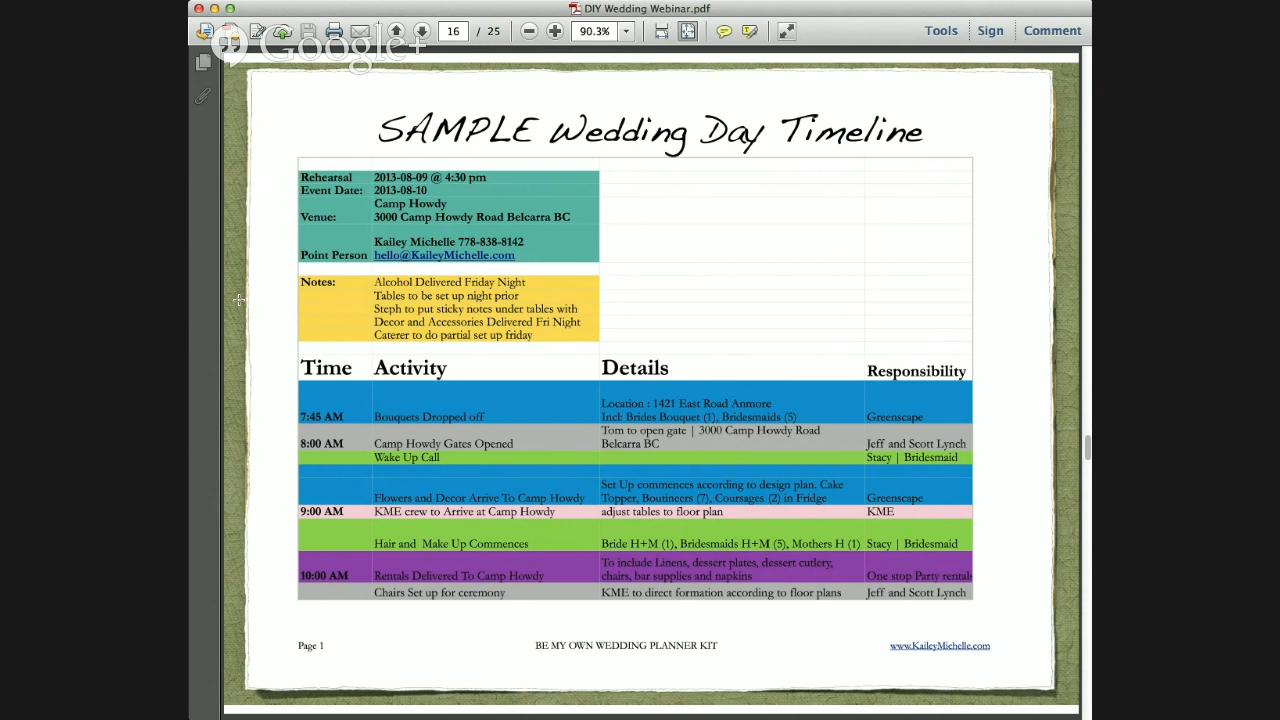 DIY Wedding Webinar.pdf
16 / 25 90.3% Tools Sign Comment
Google+
SAMPLE Wedding Day Timeline
Rehearsal 2013-08-09 @ 4:30 pm
Event Date: 2013-08-10
Camp Howdy
Venue: 3000 Camp Howdy Road Belcarra BC
Kailey Michelle 778-838-8142
Point Person hello@KaileyMichelle.com
Notes: Alcohol Delivered Friday Night
Tables to be set up night prior
Steph to put sticky notes under tables with
Decor and Accessories Delivered Fri Night
Caterer to do partial set up friday
Time Activity Details Responsibility
Location : 1421 East Road Anmore
7:45 AM Bouquets Dropped off Incl: Brides Bouquet (1), Bridesmaids (5) Greenscape
Tom to open gate | 3000 Camp Howdy Road
8:00 AM Camp Howdy Gates Opened Belcarra BC Jeff and Scott Lynch
Wake Up Call Stacy | Bridesmaid
Set Up commences according to design plan. Cake
Flowers and Decor Arrive To Camp Howdy Topper, Boutineers (7), Coursages (2) in Fridge Greenscape
9:00 AM KME crew to Arrive at Camp Howdy adjust tables to floor plan KME
Hair and Make Up Commences Bride H+M (1), Bridesmaids H+M (5), Mothers H (1) Stacy | Bridesmaid
To include Linens, dessert plates, dessert cutlery,
10:00 AM Rentals Delivered To Camp Howdy chairs, bar supplies and napkins One stop Party rentals
Chairs Set up for ceremony KME to direct formation according to floor plans Jeff and Scott Lynch
Page 1 BE MY OWN WEDDING PLANNER KIT www.KaileyMichelle.com